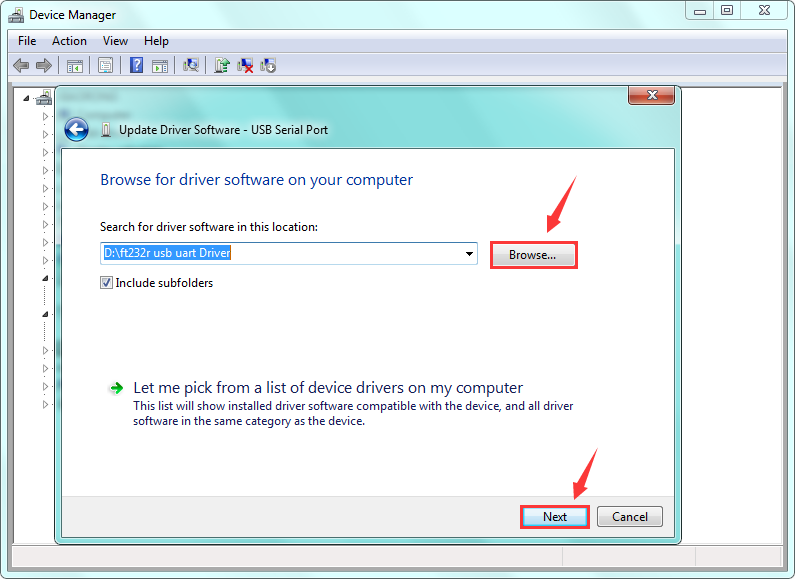 Device Manager
File Action View Help
Update Driver Software - USB Serial Port
Browse for driver software on your computer
Search for driver software in this location:
D:\ft232r usb uart Driver
Browse...
Include subfolders
Let me pick from a list of device drivers on my computer
This list will show installed driver software compatible with the device, and all driver
software in the same category as the device.
Next Cancel